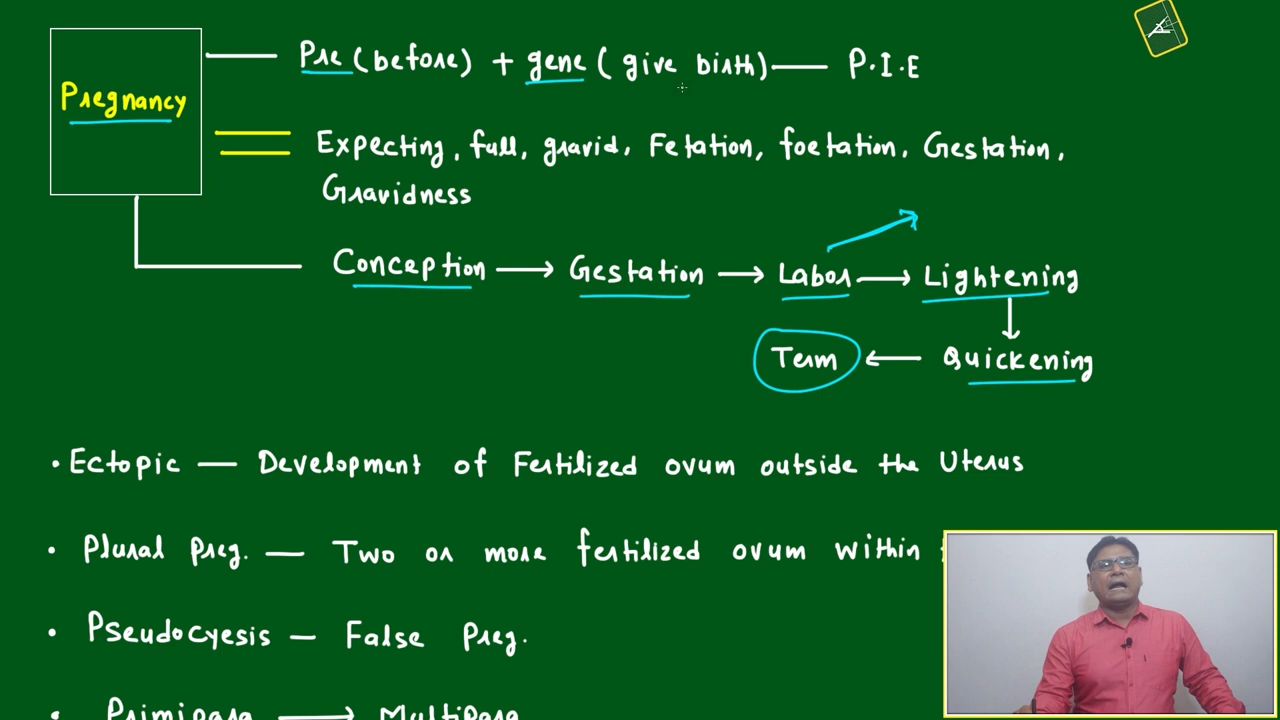 Pregnancy
Pre (before) + gene (give birth) — P.I.E
Expecting, full, gravid, Fetation, foetation, Gestation,
Gravidness
Conception → Gestation → Labor → Lightening
Term ← Quickening
• Ectopic — Development of Fertilized ovum outside the Uterus
• Plural preg. — Two or more fertilized ovum within
• Pseudocyesis — False Preg.
• Primipara → Multipara